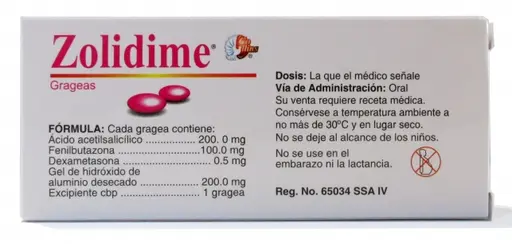 Zolidime®
Grageas
FÓRMULA: Cada gragea contiene:
Ácido acetilsalicílico ................ 200. 0 mg
Fenilbutazona ...................100.0 mg
Dexametasona ..................... 0.5 mg
Gel de hidróxido de
aluminio desecado ............. 200.0 mg
Excipiente cbp .................. 1 gragea
Dosis: La que el médico señale
Vía de Administración: Oral
Su venta requiere receta médica.
Consérvese a temperatura ambiente a
no más de 30ºC y en lugar seco.
No se deje al alcance de los niños.
No se use en el
embarazo ni la lactancia.
Reg. No. 65034 SSA IV